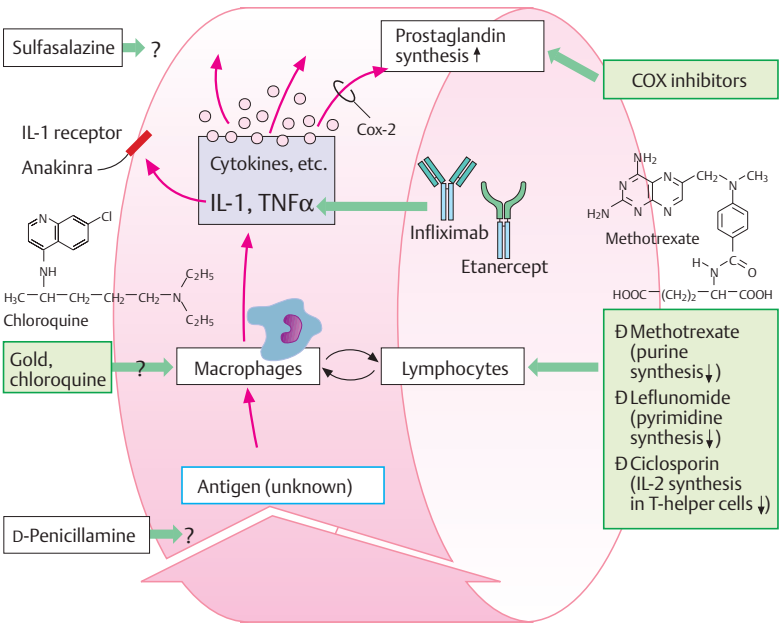 Sulfasalazine
?
Prostaglandin
synthesis
COX inhibitors
Cox-2
IL-1 receptor
Anakinra
Cytokines, etc.
IL-1, TNFα
Infliximab
Etanercept
NH2
N
N
N
N
H2N
CH2
N
CH3
Methotrexate
C
O
H
N
HOOC
(CH2)2
CH
COOH
N
Cl
NH
H3C
CH
CH2
CH2
CH2
N
C2H5
C2H5
Chloroquine
Gold,
chloroquine
?
Macrophages
Lymphocytes
Ð Methotrexate
(purine
synthesis )
Ð Leflunomide
(pyrimidine
synthesis )
Ð Ciclosporin
(IL-2 synthesis
in T-helper cells )
Antigen (unknown)
D-Penicillamine
?